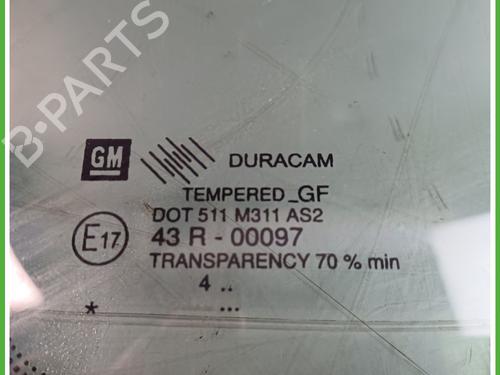 B-PARTS
GM DURACAM
TEMPERED_GF
DOT 511 M311 AS2
E17 43 R - 00097
TRANSPARENCY 70 % min
4 ..
* ...